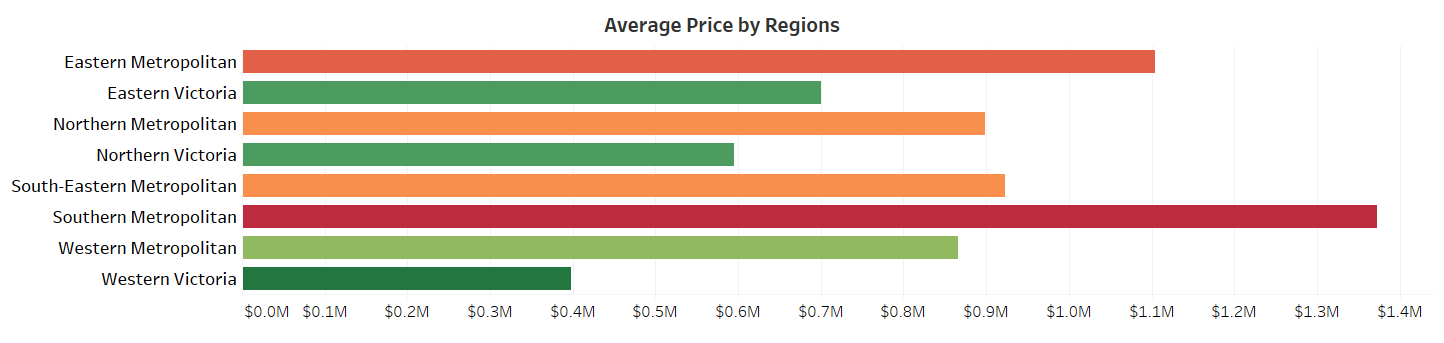 Average Price by Regions
Eastern Metropolitan
Eastern Victoria
Northern Metropolitan
Northern Victoria
South-Eastern Metropolitan
Southern Metropolitan
Western Metropolitan
Western Victoria
$0.0M $0.1M $0.2M $0.3M $0.4M $0.5M $0.6M $0.7M $0.8M $0.9M $1.0M $1.1M $1.2M $1.3M $1.4M